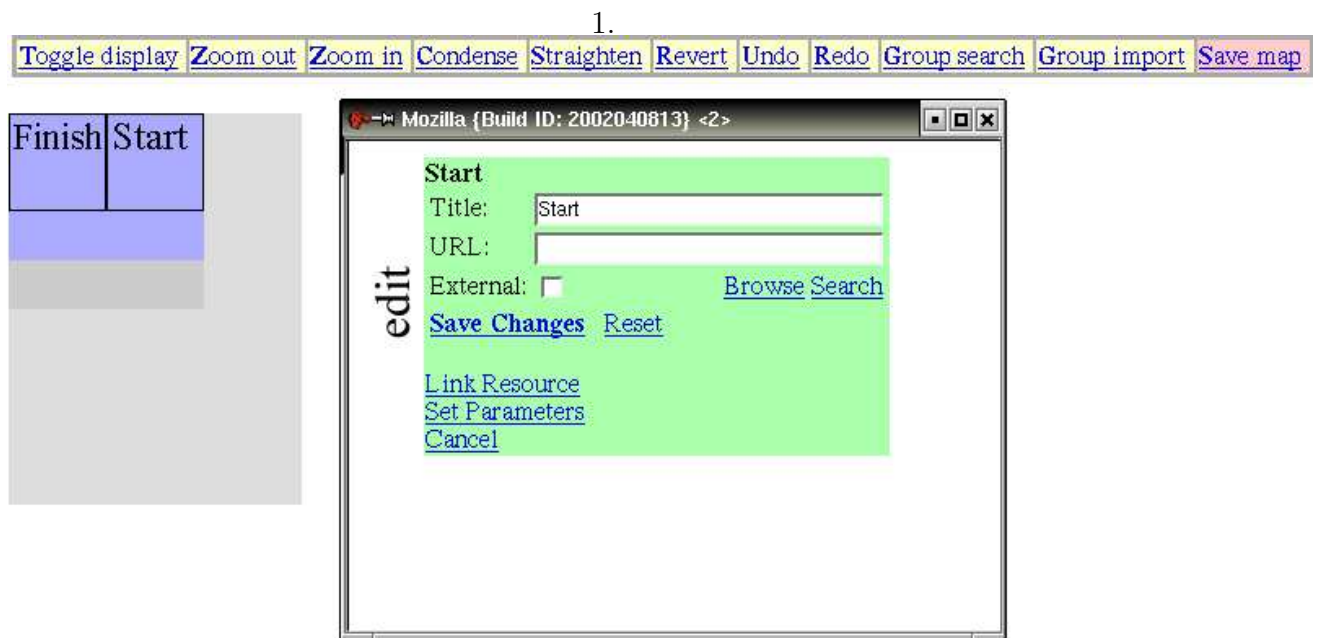 1.
Toggle display Zoom out Zoom in Condense Straighten Revert Undo Redo Group search Group import Save map
Finish Start
Mozilla {Build ID: 2002040813} <2>
edit
Start
Title: Start
URL:
External: Browse Search
Save Changes Reset
Link Resource
Set Parameters
Cancel